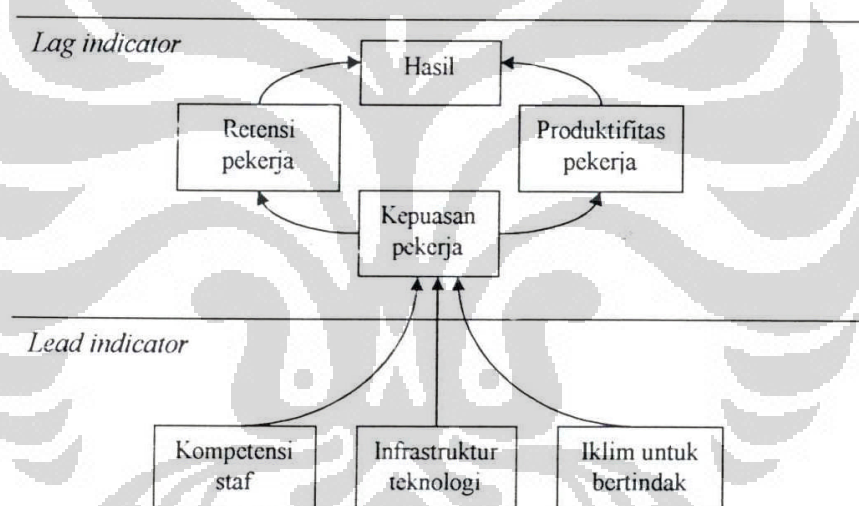 Lag indicator
Hasil
Retensi
pekerja
Produktifitas
pekerja
Kepuasan
pekerja
Lead indicator
Kompetensi
staf
Infrastruktur
teknologi
Iklim untuk
bertindak